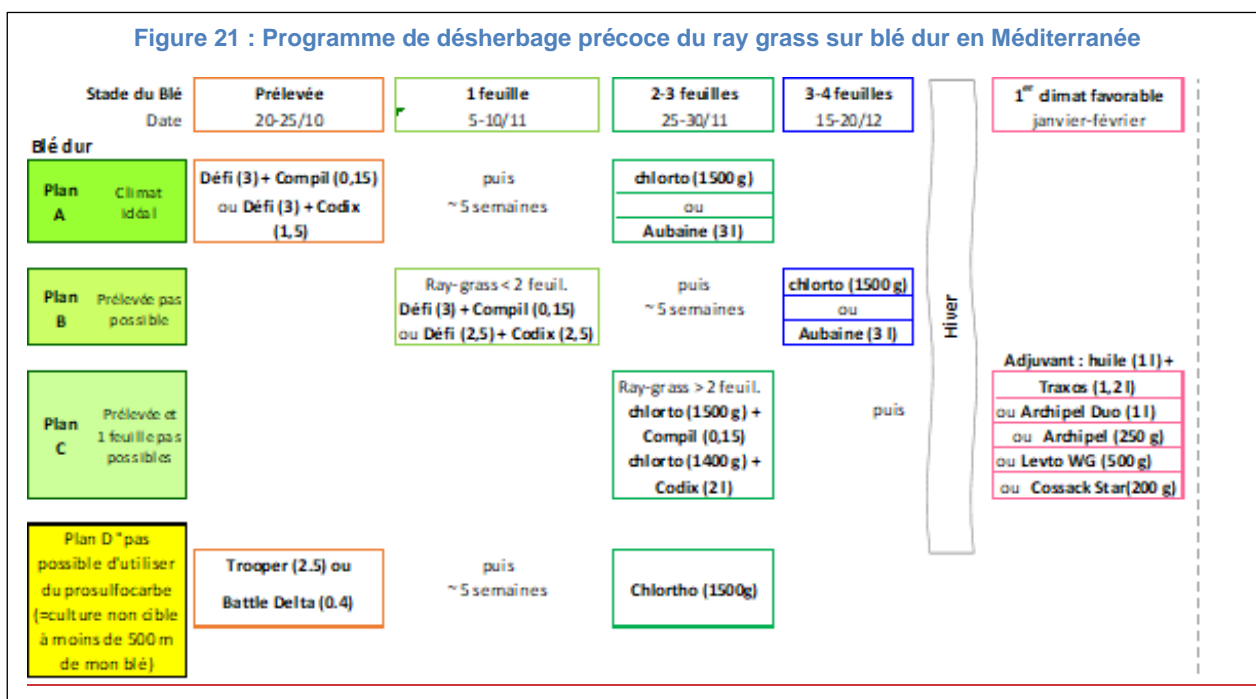 Figure 21 : Programme de désherbage précoce du ray grass sur blé dur en Méditerranée
Stade du Blé
Date
Prélevée
20-25/10
1 feuille
5-10/11
2-3 feuilles
25-30/11
3-4 feuilles
15-20/12
1er climat favorable
janvier-février
Blé dur
Plan
A
Climat
idéal
Défi (3) + Compil (0,15)
ou Défi (3) + Codix
(1,5)
puis
~ 5 semaines
chlorto (1500 g)
ou
Aubaine (3 l)
Plan
B
Prélevée pas
possible
Ray-grass < 2 feuil.
Défi (3) + Compil (0,15)
ou Défi (2,5) + Codix (2,5)
puis
~ 5 semaines
chlorto (1500 g)
ou
Aubaine (3 l)
Hiver
Plan
C
Prélevée et
1 feuille pas
possibles
Ray-grass > 2 feuil.
chlorto (1500 g) +
Compil (0,15)
chlorto (1400 g) +
Codix (2 l)
puis
Adjuvant : huile (1 l) +
Traxos (1,2 l)
ou Archipel Duo (1 l)
ou Archipel (250 g)
ou Levto WG (500 g)
ou Cossack Star(200 g)
Plan D "pas
possible d'utiliser
du prosulfocarbe
(=culture non cible
à moins de 500 m
de mon blé)
Trooper (2.5) ou
Battle Delta (0.4)
puis
~ 5 semaines
Chlortho (1500g)